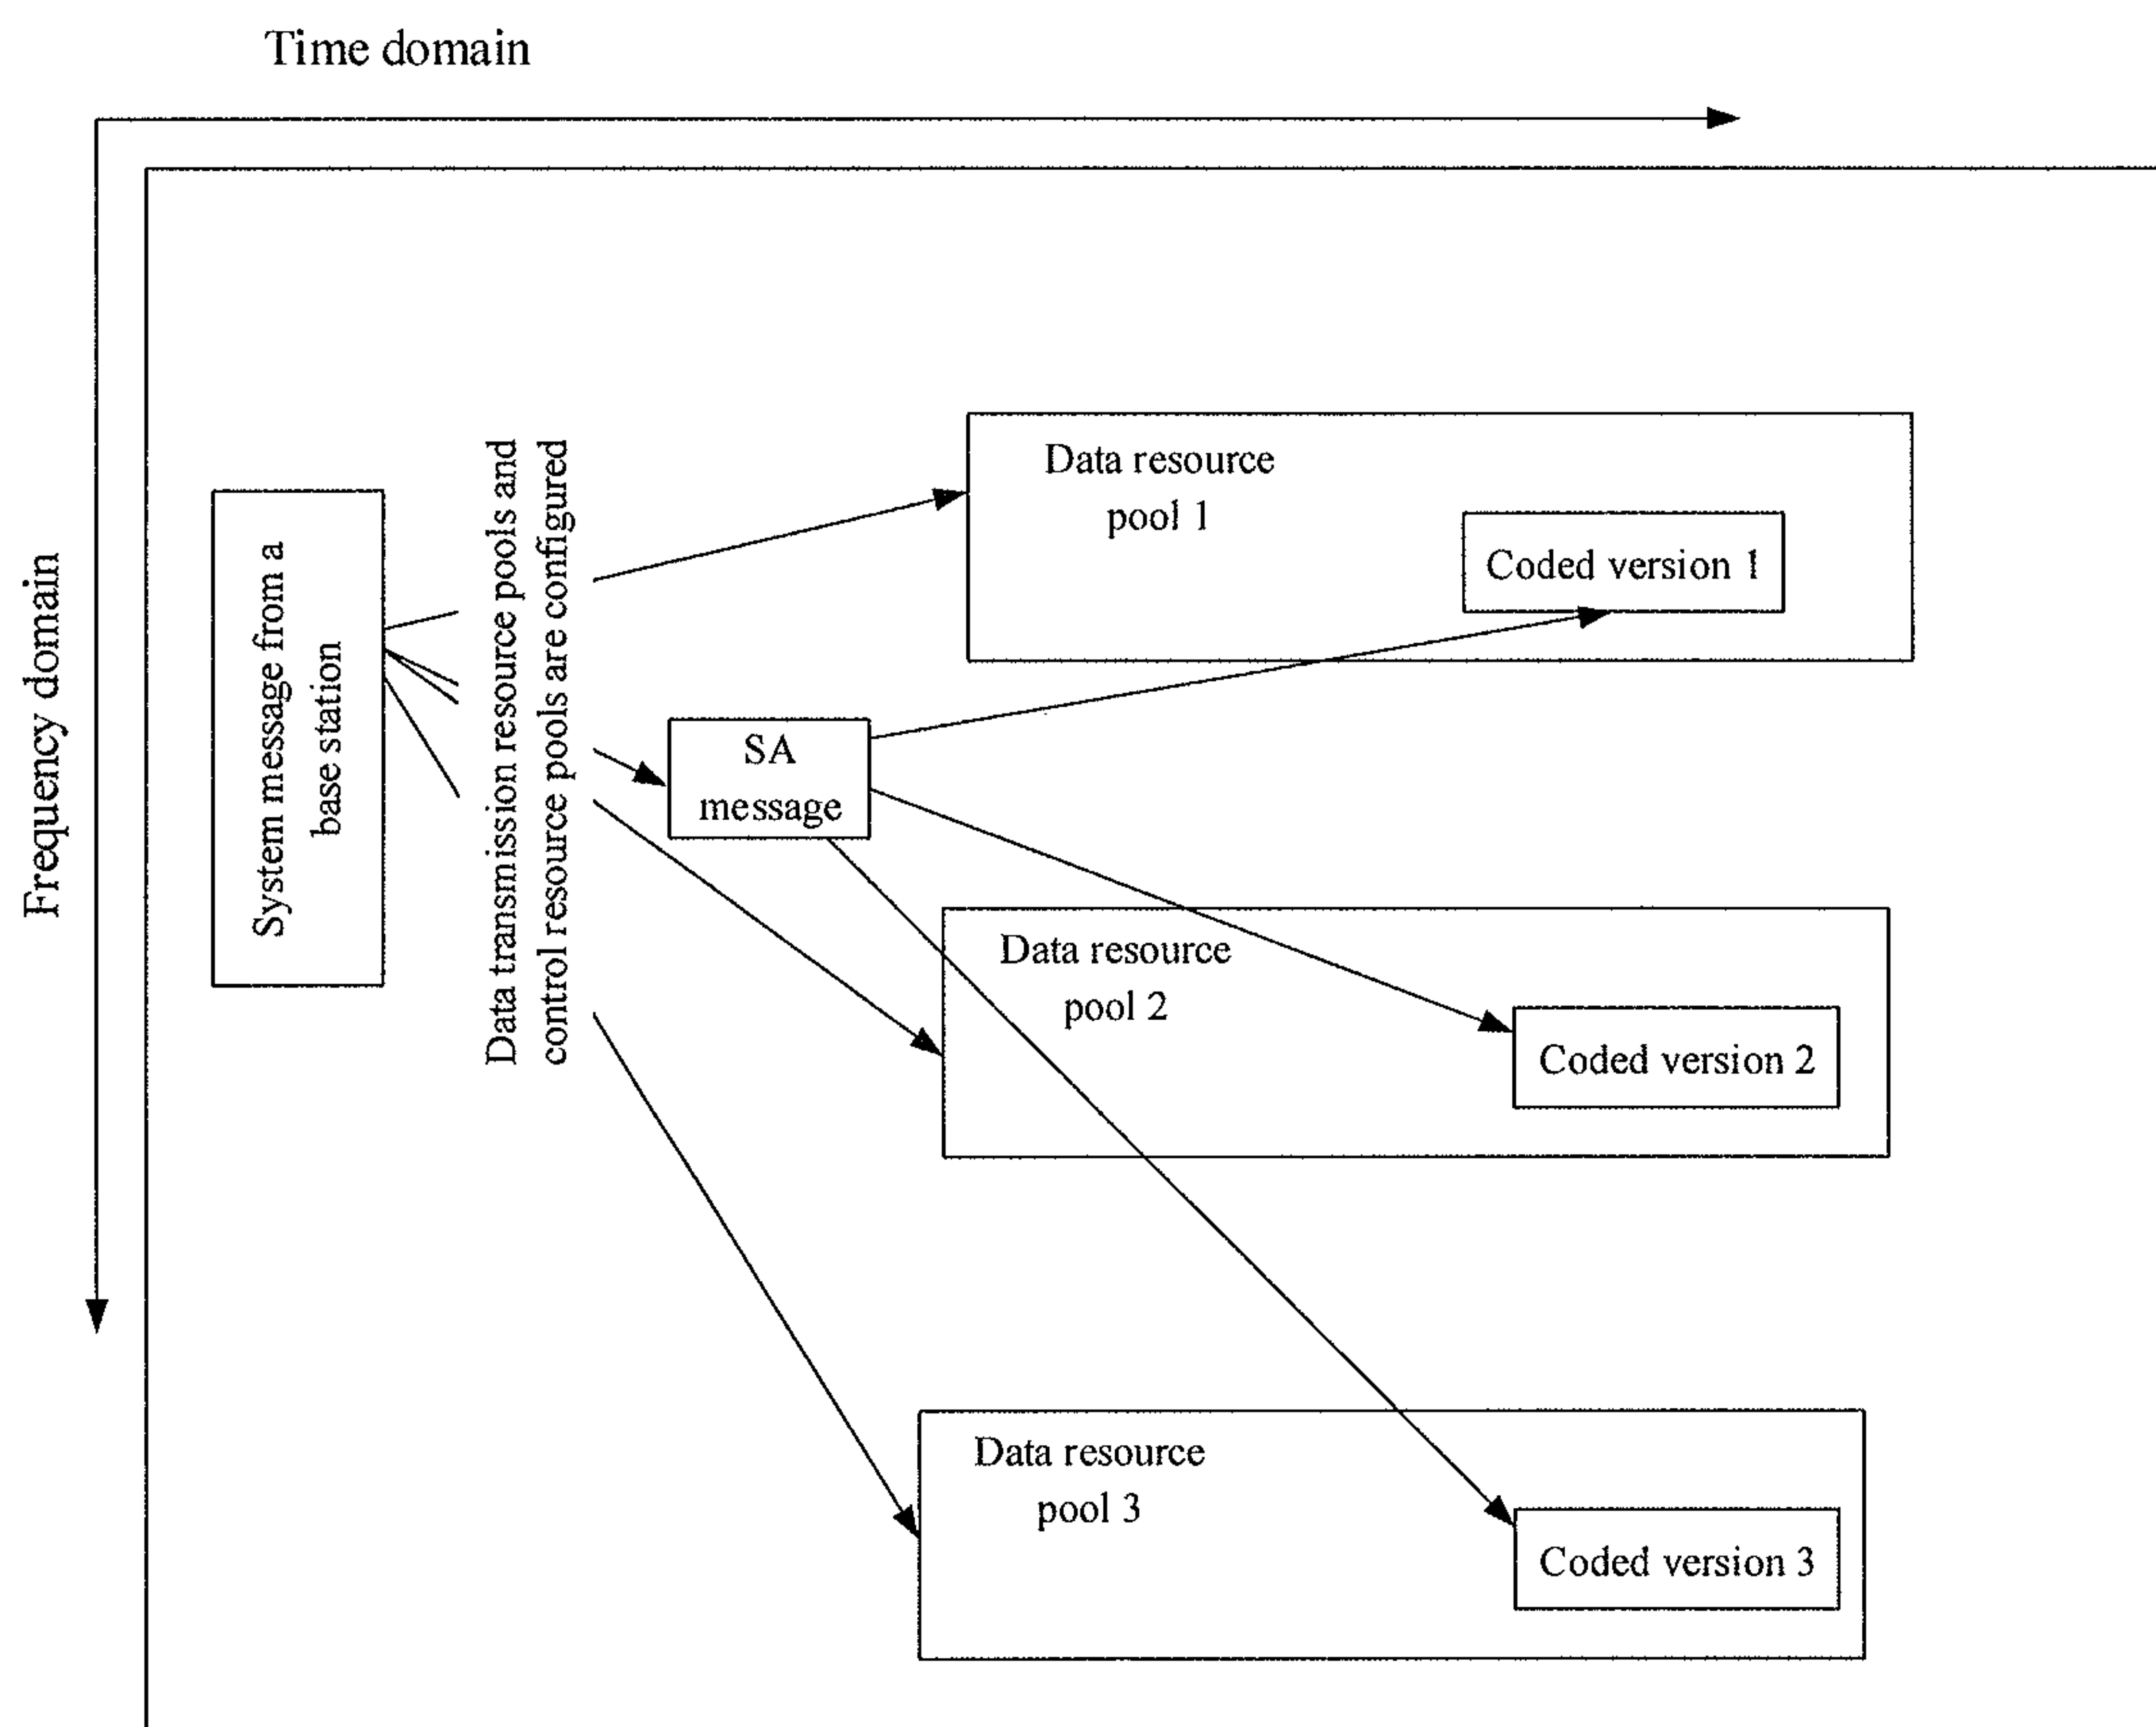 Time domain
Frequency domain
System message from a
base station
Data transmission resource pools and
control resource pools are configured
Data resource
pool 1
Coded version 1
SA
message
Data resource
pool 2
Coded version 2
Data resource
pool 3
Coded version 3